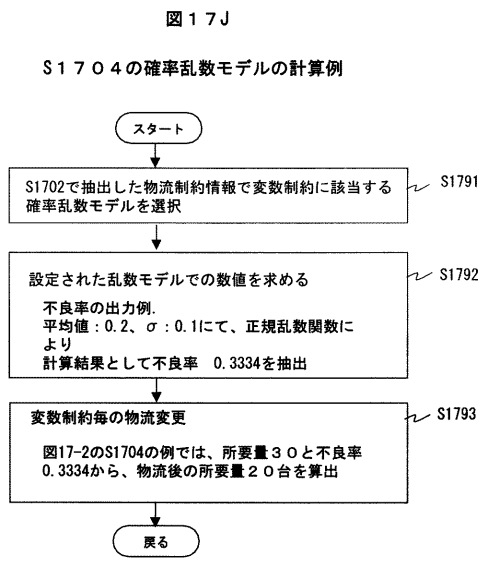 図17J
S1704の確率乱数モデルの計算例
スタート
S1702で抽出した物流制約情報で変数制約に該当する
確率乱数モデルを選択
S1791
設定された乱数モデルでの数値を求める
不良率の出力例.
平均値:0.2、σ:0.1にて、正規乱数関数に
より
計算結果として不良率 0.3334を抽出
S1792
変数制約毎の物流変更
図17-2のS1704の例では、所要量30と不良率
0.3334から、物流後の所要量20台を算出
S1793
戻る